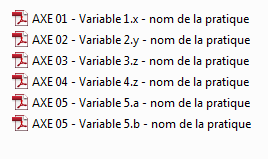 AXE 01 - Variable 1.x - nom de la pratique
AXE 02 - Variable 2.y - nom de la pratique
AXE 03 - Variable 3.z - nom de la pratique
AXE 04 - Variable 4.z - nom de la pratique
AXE 05 - Variable 5.a - nom de la pratique
AXE 05 - Variable 5.b - nom de la pratique